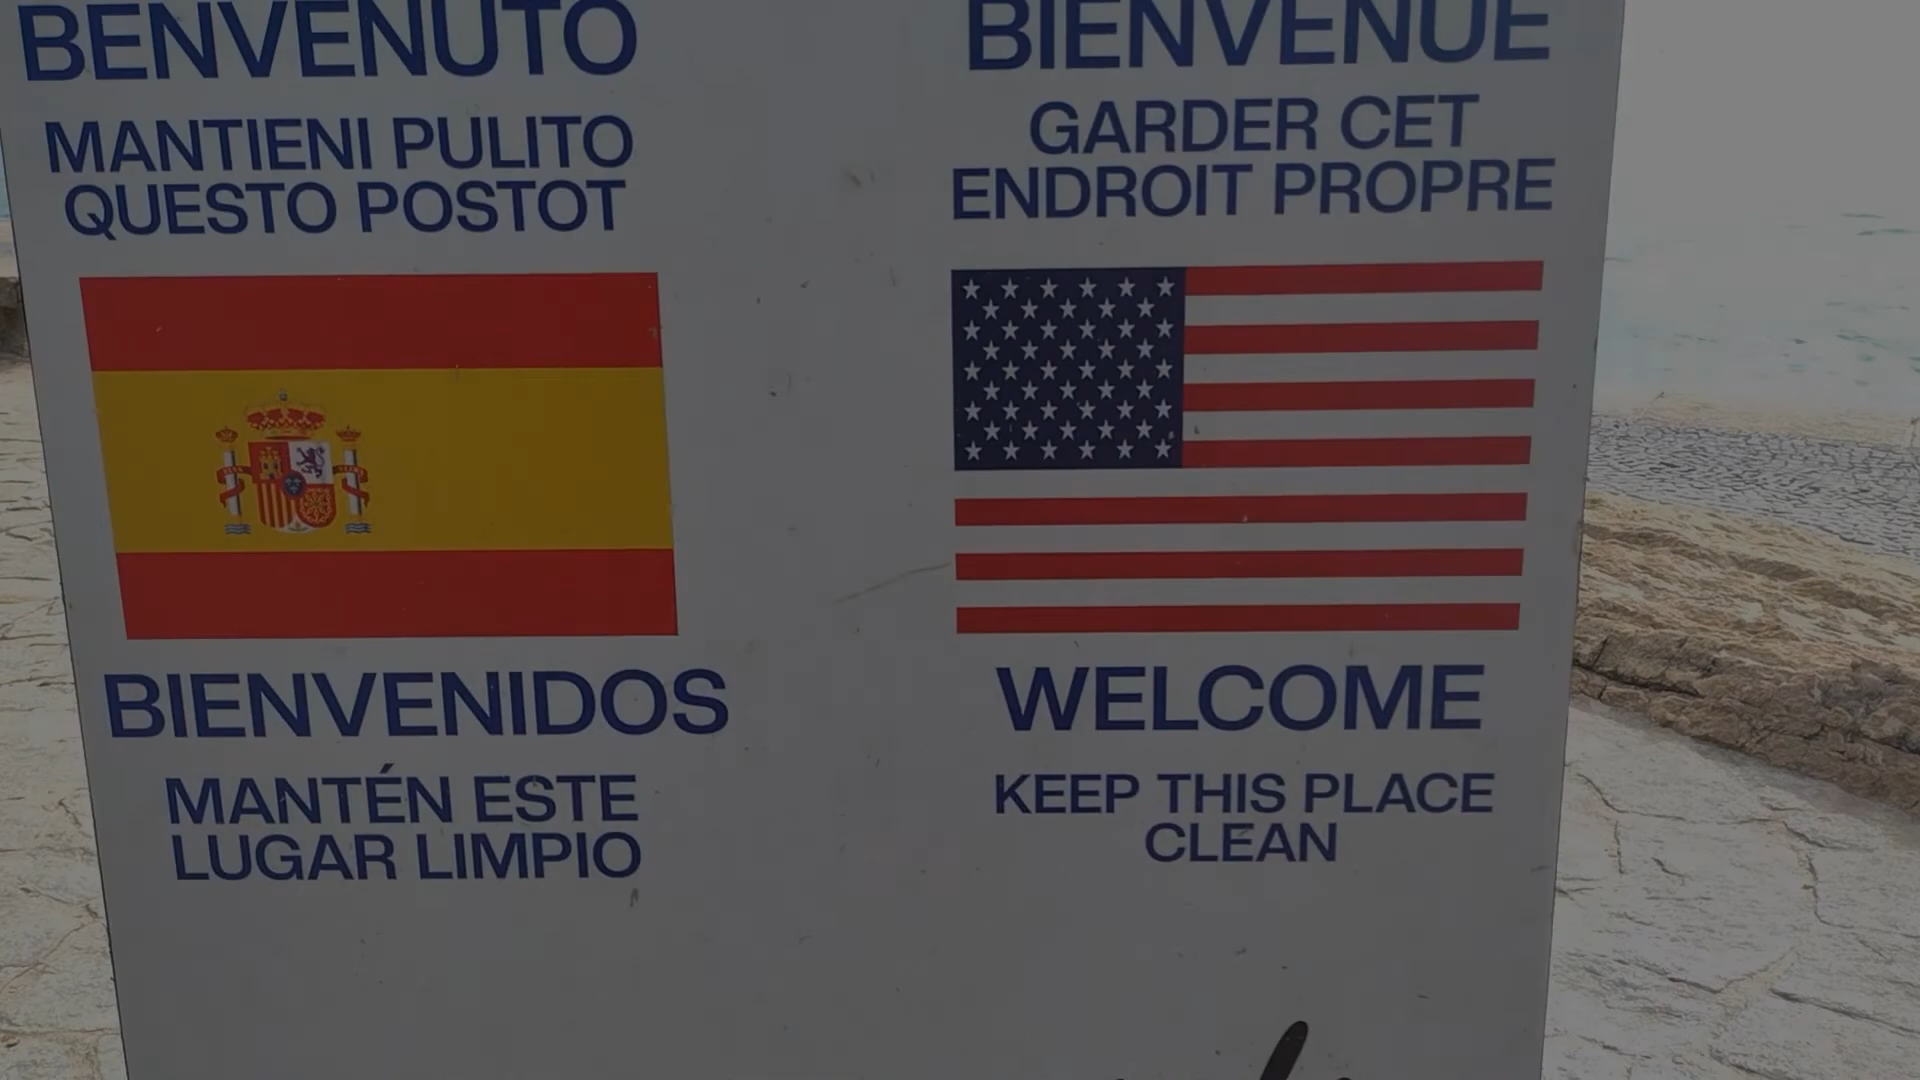 BENVENUTO
MANTIENI PULITO
QUESTO POSTOT
BIENVENUE
GARDER CET
ENDROIT PROPRE
BIENVENIDOS
MANTÉN ESTE
LUGAR LIMPIO
WELCOME
KEEP THIS PLACE
CLEAN